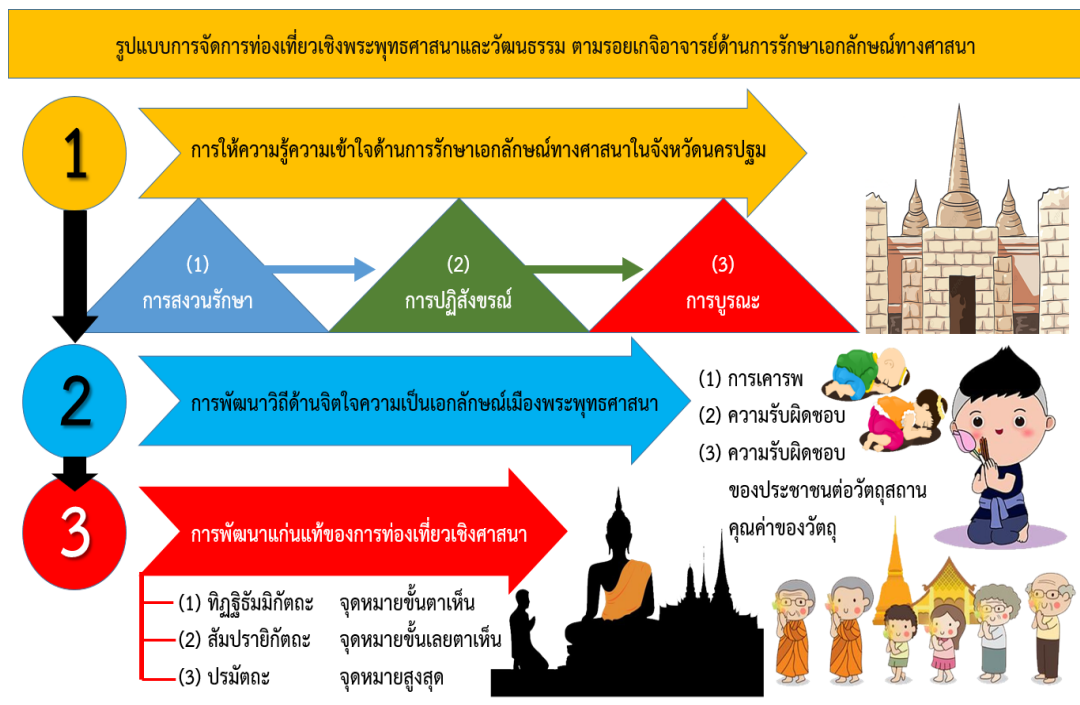 รูปแบบการจัดการท่องเที่ยวเชิงพระพุทธศาสนาและวัฒนธรรม ตามรอยเกจิอาจารย์ด้านการรักษาเอกลักษณ์ทางศาสนา
1
การให้ความรู้ความเข้าใจด้านการรักษาเอกลักษณ์ทางศาสนาในจังหวัดนครปฐม
(1)
การสงวนรักษา
(2)
การปฏิสังขรณ์
(3)
การบูรณะ
2
การพัฒนาวิถีด้านจิตใจความเป็นเอกลักษณ์เมืองพระพุทธศาสนา
(1) การเคารพ
(2) ความรับผิดชอบ
(3) ความรับผิดชอบ
ของประชาชนต่อวัตถุสถาน
คุณค่าของวัตถุ
3
การพัฒนาแก่นแท้ของการท่องเที่ยวเชิงศาสนา
(1) ทิฏฐิธัมมิกัตถะ จุดหมายขั้นตาเห็น
(2) สัมปรายิกัตถะ จุดหมายขั้นเลยตาเห็น
(3) ปรมัตถะ จุดหมายสูงสุด